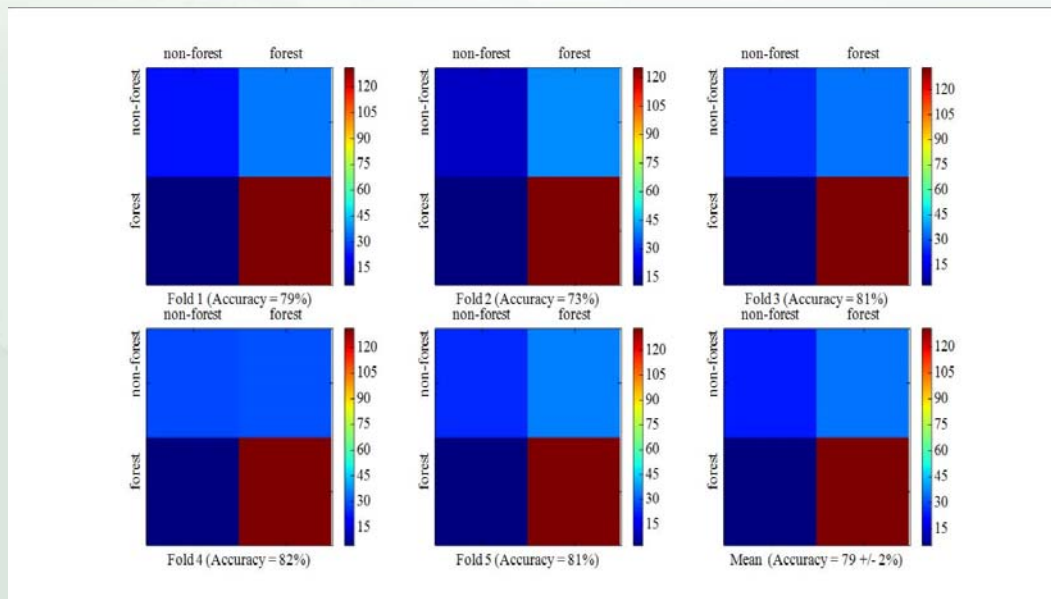 non-forest forest
non-forest
forest
120
105
90
75
60
45
30
15
Fold 1 (Accuracy = 79%)
non-forest forest
non-forest
forest
120
105
90
75
60
45
30
15
Fold 2 (Accuracy = 73%)
non-forest forest
non-forest
forest
120
105
90
75
60
45
30
15
Fold 3 (Accuracy = 81%)
non-forest forest
non-forest
forest
120
105
90
75
60
45
30
15
Fold 4 (Accuracy = 82%)
non-forest forest
non-forest
forest
120
105
90
75
60
45
30
15
Fold 5 (Accuracy = 81%)
non-forest forest
non-forest
forest
120
105
90
75
60
45
30
15
Mean (Accuracy = 79 +/- 2%)